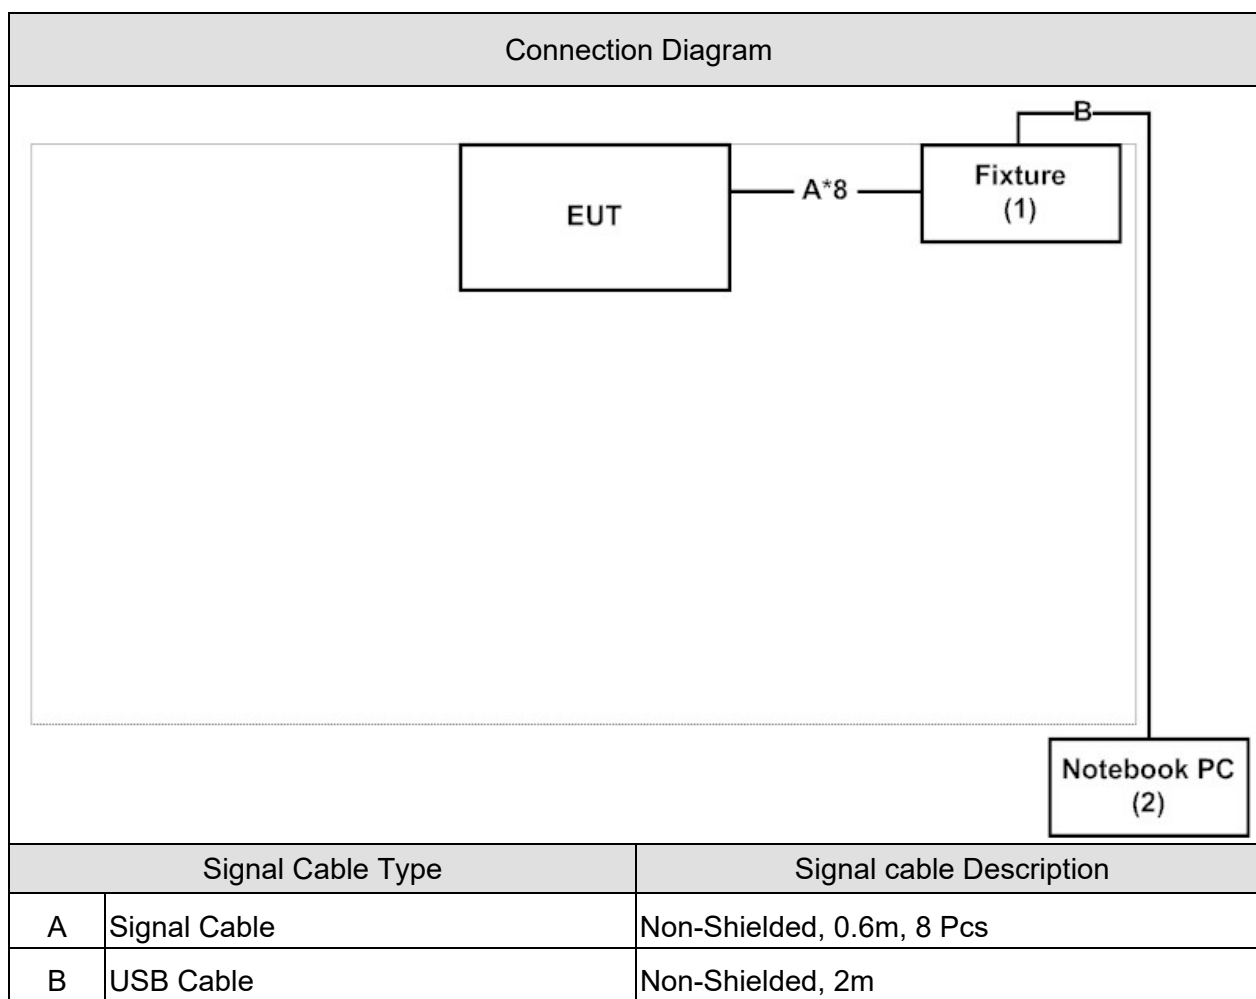 Connection Diagram
B
EUT
A*8
Fixture
(1)
Notebook PC
(2)
Signal Cable Type Signal cable Description
A Signal Cable Non-Shielded, 0.6m, 8 Pcs
B USB Cable Non-Shielded, 2m